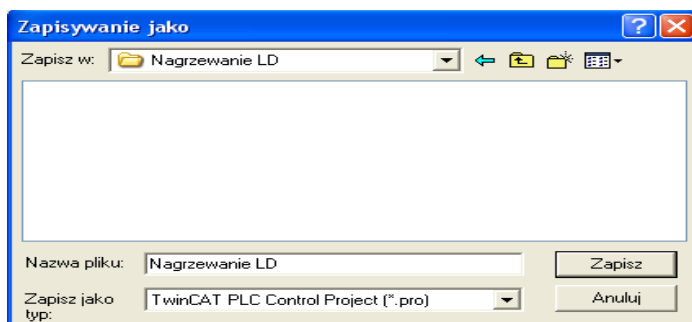 Zapisywanie jako
Zapisz w: Nagrzewanie LD
Nazwa pliku: Nagrzewanie LD Zapisz
Zapisz jako typ: TwinCAT PLC Control Project (*.pro) Anuluj